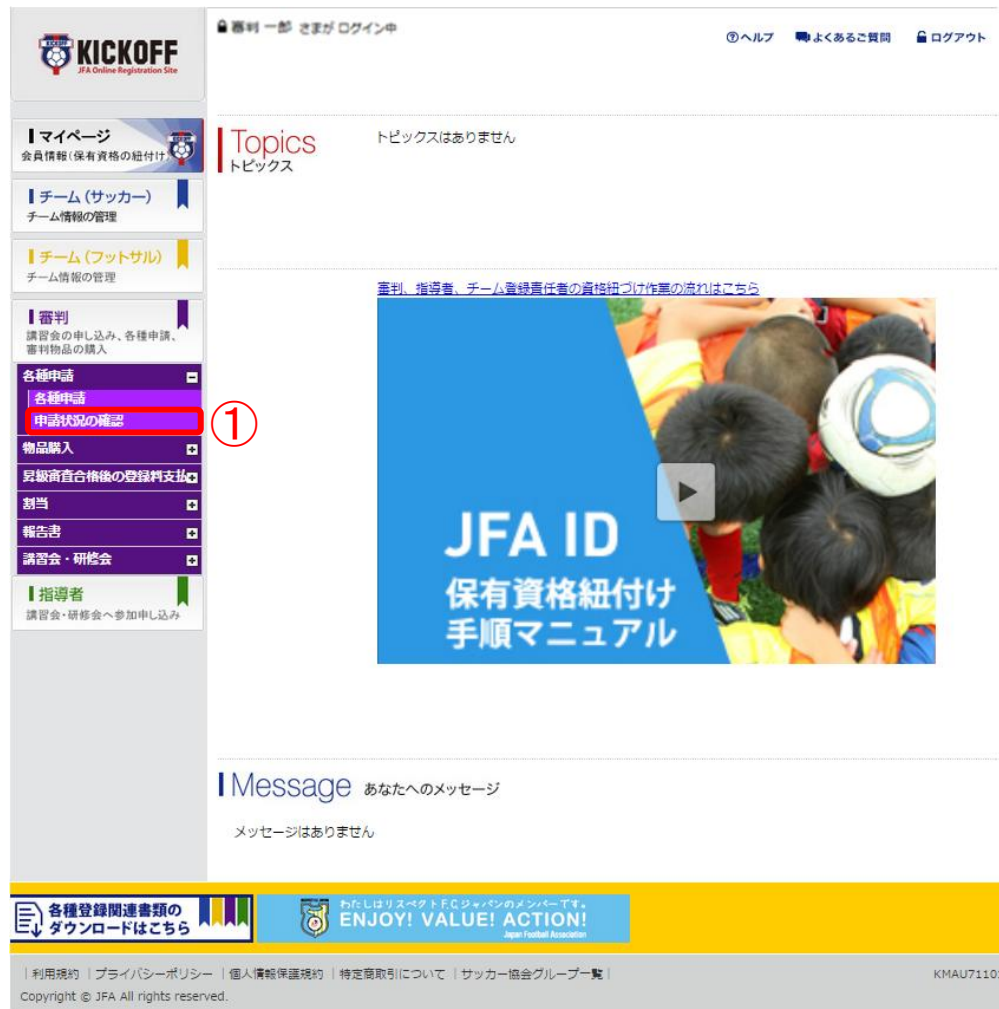 審判 一郎 さまが ログイン中
ヘルプ よくあるご質問 ログアウト
KICKOFF
JFA Online Registration Site
マイページ
会員情報(保有資格の紐付け)
チーム (サッカー)
チーム情報の管理
チーム (フットサル)
チーム情報の管理
審判
講習会の申し込み、各種申請、
審判物品の購入
各種申請
各種申請
申請状況の確認
①
物品購入
昇級審査合格後の登録料支払
割当
報告書
講習会・研修会
指導者
講習会・研修会へ参加申し込み
Topics
トピックス
トピックスはありません
審判、指導者、チーム登録責任者の資格紐づけ作業の流れはこちら
JFA ID
保有資格紐付け
手順マニュアル
Message あなたへのメッセージ
メッセージはありません
各種登録関連書類の
ダウンロードはこちら
わたしはリスペクトF.C.ジャパンのメンバーです。
ENJOY! VALUE! ACTION!
Japan Football Association
|利用規約 |プライバシーポリシー |個人情報保護規約 |特定商取引について |サッカー協会グループ一覧|
Copyright © JFA All rights reserved.